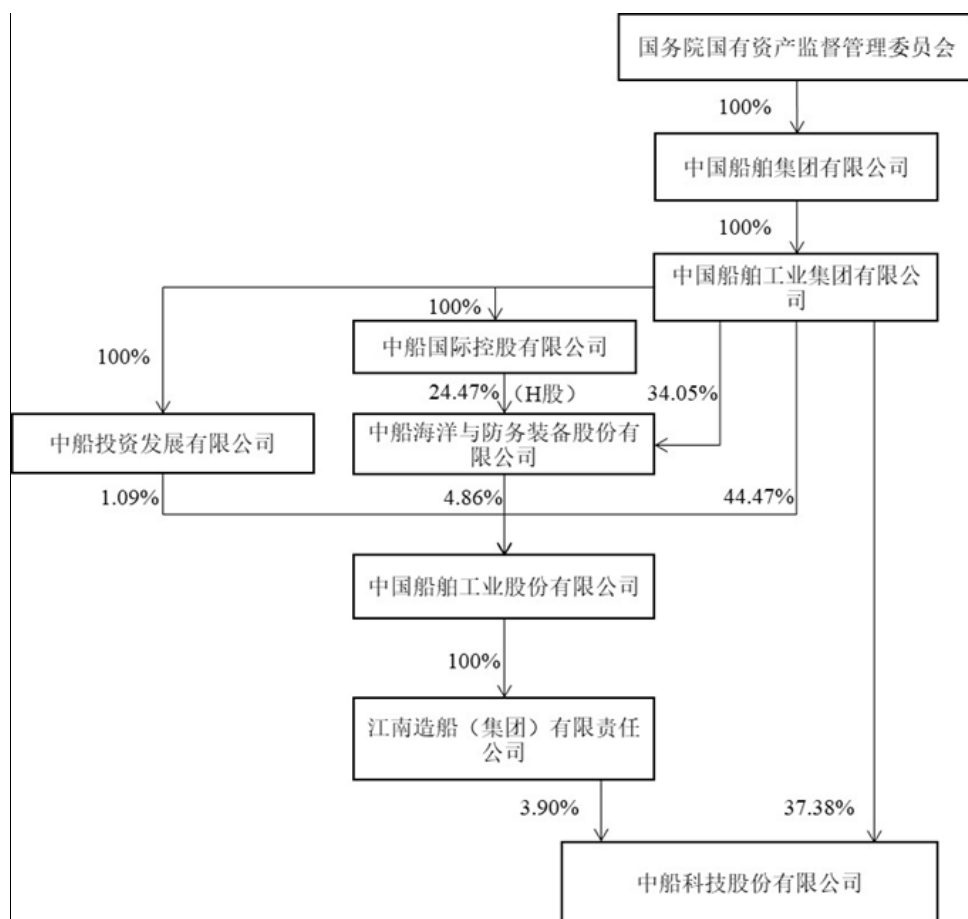 国务院国有资产监督管理委员会
100%
中国船舶集团有限公司
100%
中国船舶工业集团有限公
司
100%
中船国际控股有限公司
100%
24.47%（H股）
34.05%
中船投资发展有限公司
中船海洋与防务装备股份有
限公司
1.09%
4.86%
44.47%
中国船舶工业股份有限公司
100%
江南造船（集团）有限责任
公司
3.90%
37.38%
中船科技股份有限公司